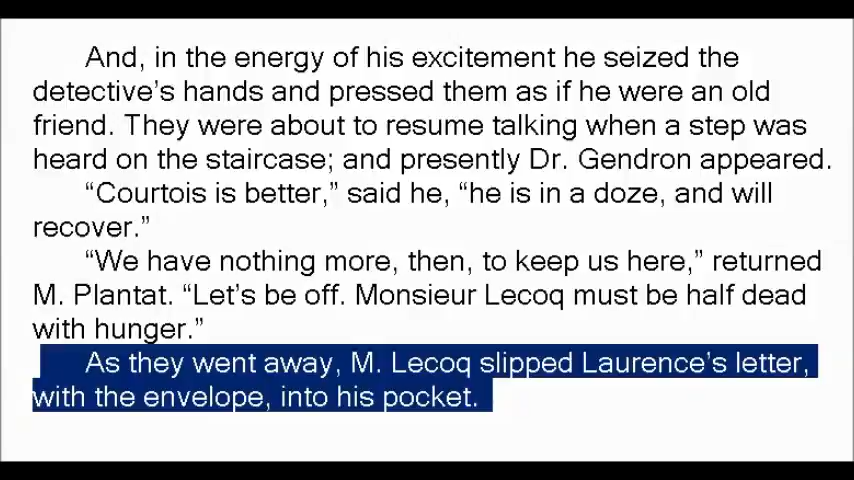 And, in the energy of his excitement he seized the
detective’s hands and pressed them as if he were an old
friend. They were about to resume talking when a step was
heard on the staircase; and presently Dr. Gendron appeared.
“Courtois is better,” said he, “he is in a doze, and will
recover.”
“We have nothing more, then, to keep us here,” returned
M. Plantat. “Let’s be off. Monsieur Lecoq must be half dead
with hunger.”
As they went away, M. Lecoq slipped Laurence’s letter,
with the envelope, into his pocket.